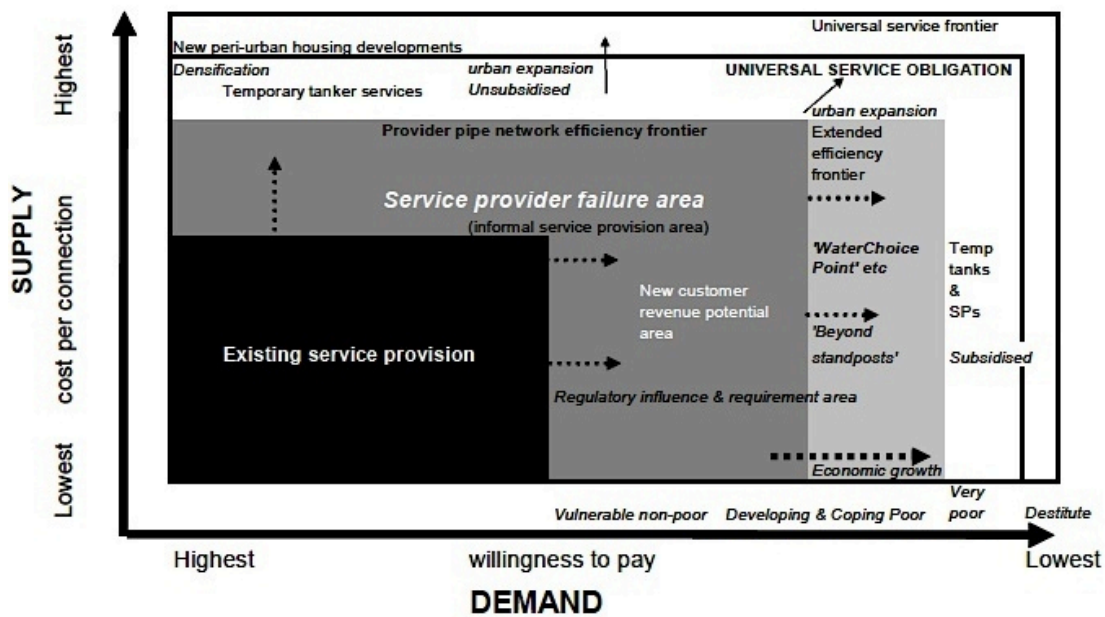 Universal service frontier
New peri-urban housing developments
Densification
urban expansion
UNIVERSAL SERVICE OBLIGATION
Temporary tanker services
Unsubsidised
urban expansion
Provider pipe network efficiency frontier
Extended
efficiency
frontier
Service provider failure area
(informal service provision area)
'WaterChoice
Point' etc
Temp
tanks
&
SPs
New customer
revenue potential
area
'Beyond
standposts'
Subsidised
Existing service provision
Regulatory influence & requirement area
Economic growth
Vulnerable non-poor
Developing & Coping Poor
Very
poor
Destitute
Highest
willingness to pay
Lowest
DEMAND
SUPPLY
Highest
cost per connection
Lowest